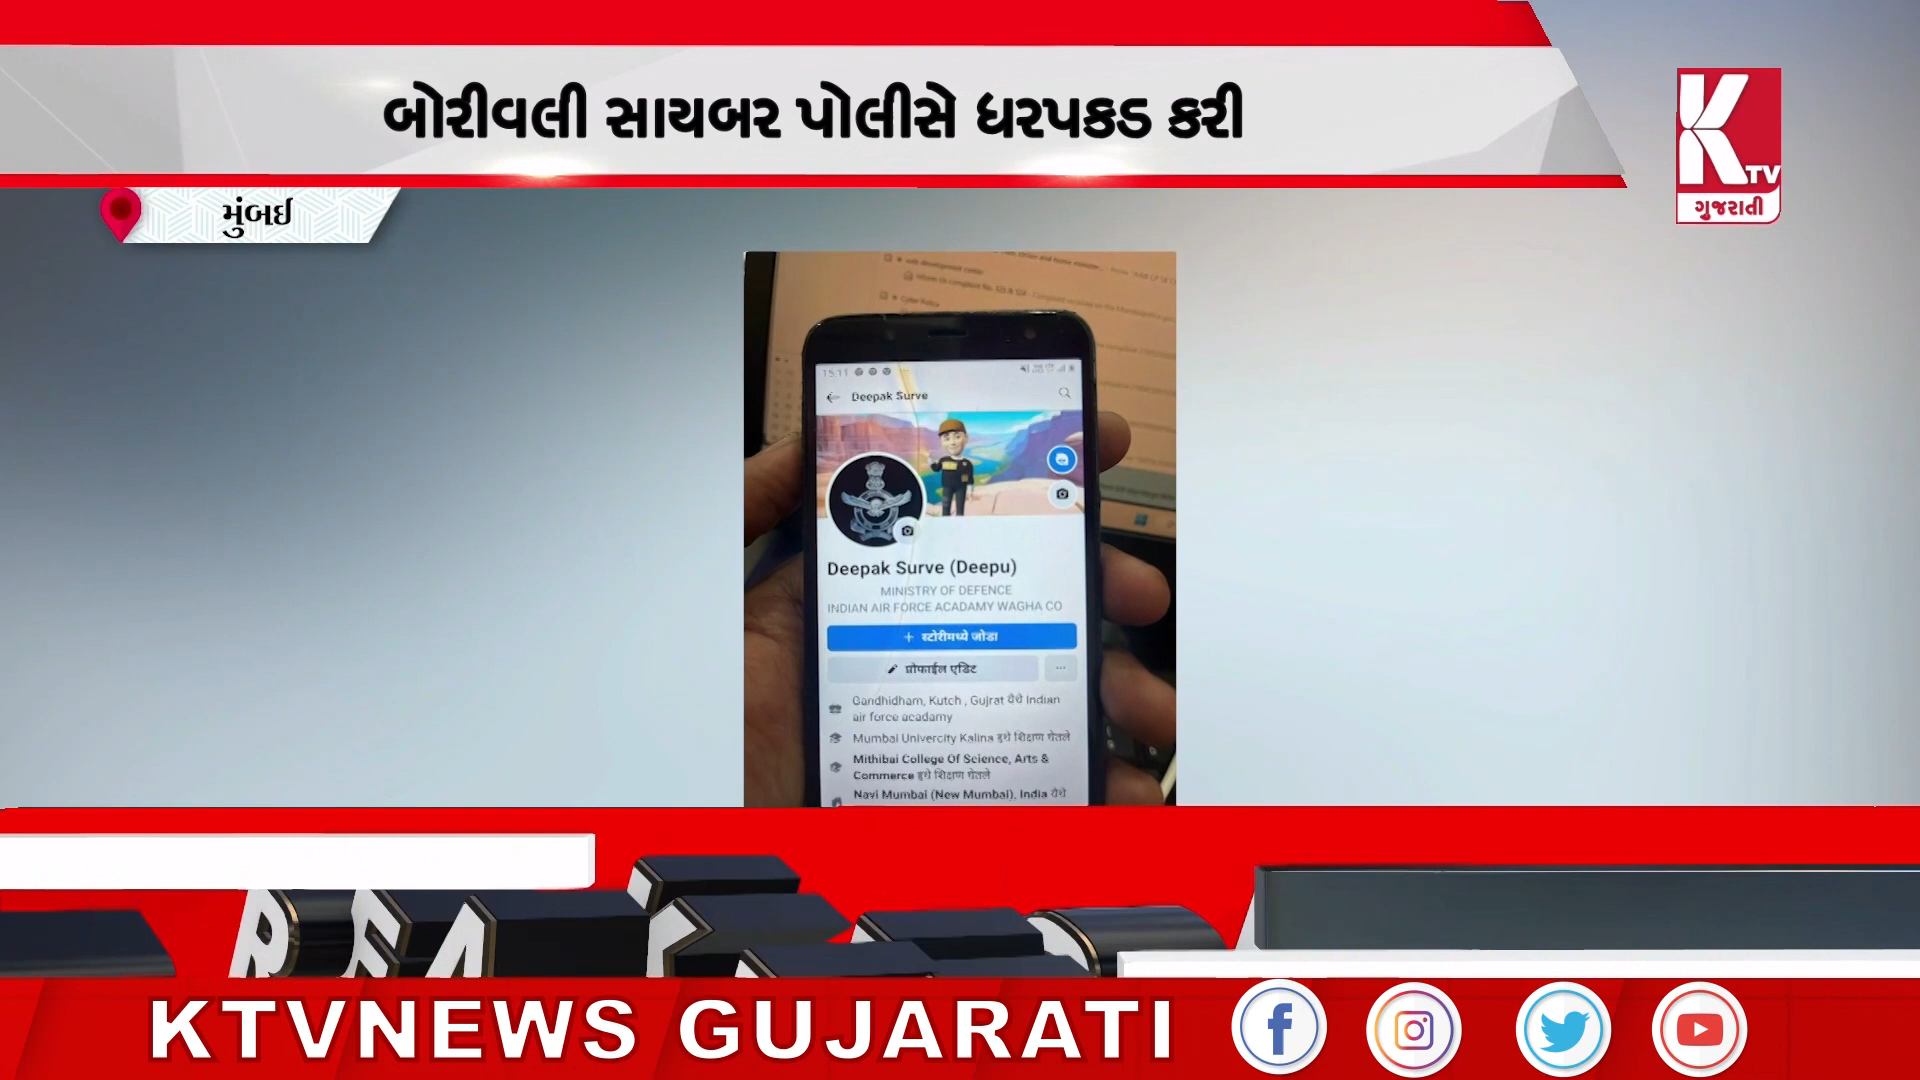 બોરીવલી સાયબર પોલીસે ધરપકડ કરી
K TV
ગુજરાતી
મુંબઈ
15:11
Deepak Surve
Deepak Surve (Deepu)
MINISTRY OF DEFENCE
INDIAN AIR FORCE ACADAMY WAGHA CO
+ स्टोरीमध्ये जोडा
प्रोफाईल एडिट
Gandhidham, Kutch , Gujrat येथे Indian
air force acadamy
Mumbai Univercity Kalina इथे शिक्षण घेतले
Mithibai College Of Science, Arts &
Commerce इथे शिक्षण घेतले
Navi Mumbai (New Mumbai), India येथे
KTVNEWS GUJARATI